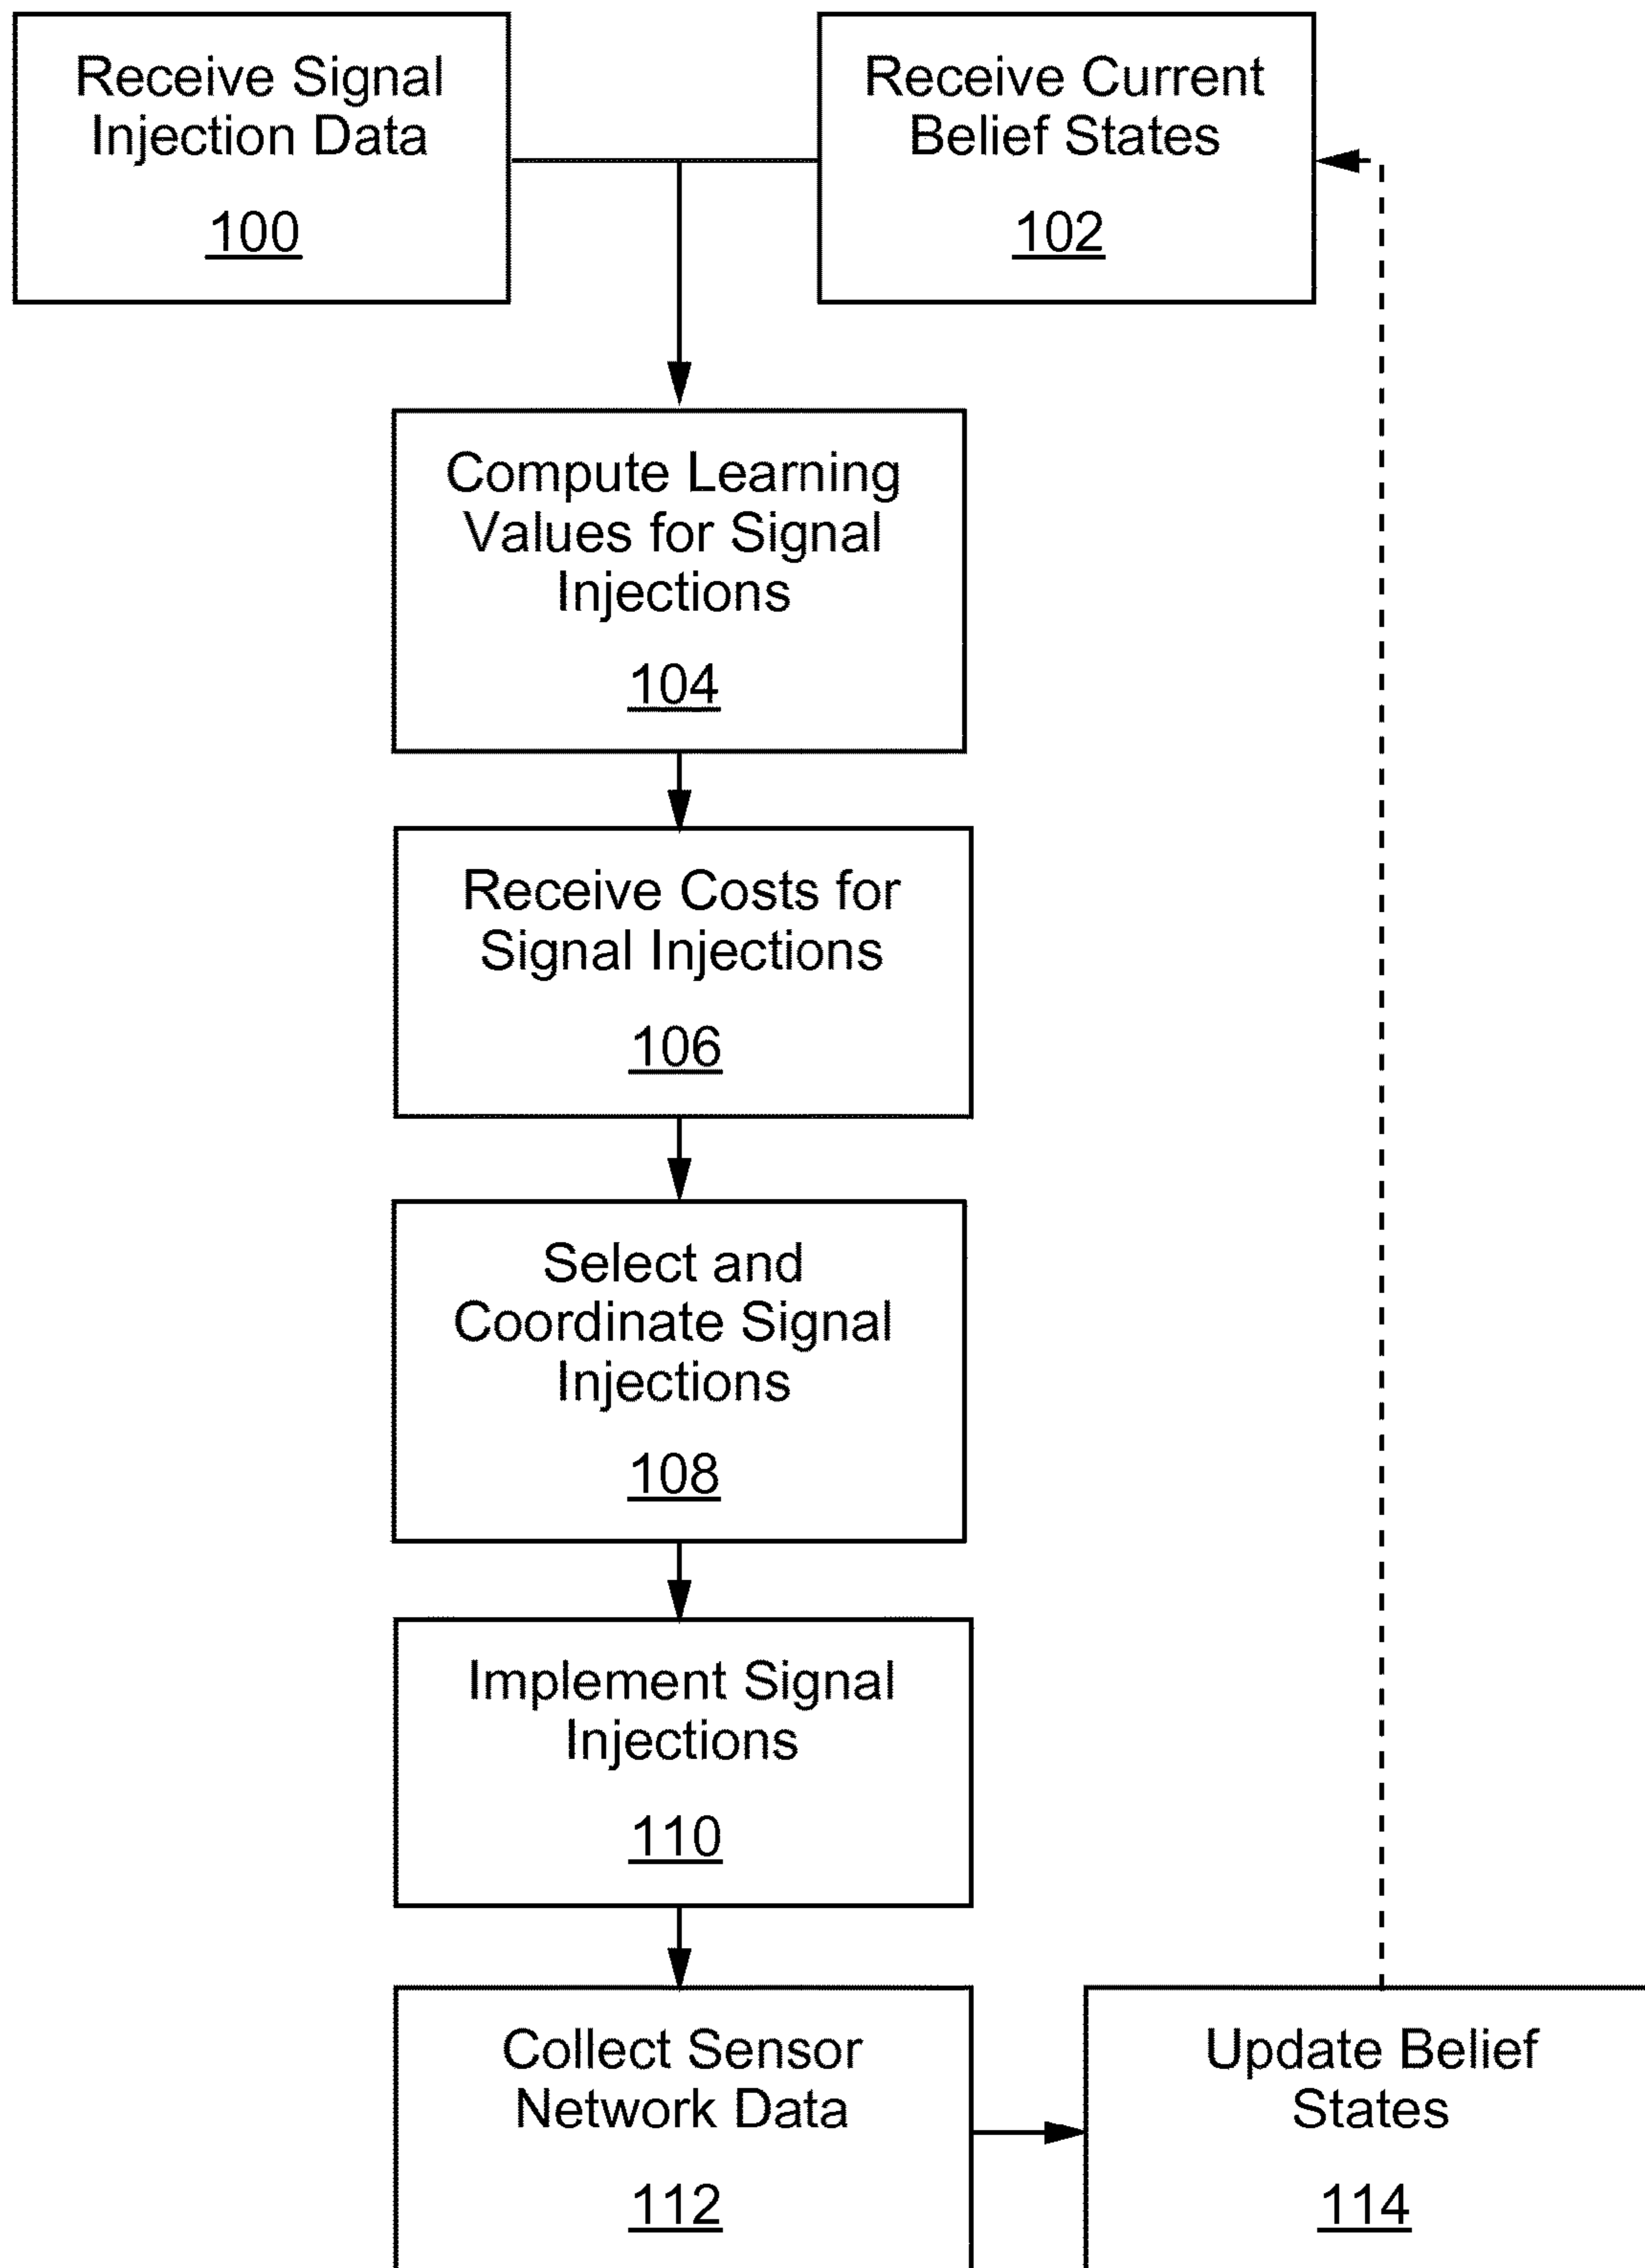 Receive Signal
Injection Data
100
Receive Current
Belief States
102
Compute Learning
Values for Signal
Injections
104
Receive Costs for
Signal Injections
106
Select and
Coordinate Signal
Injections
108
Implement Signal
Injections
110
Collect Sensor
Network Data
112
Update Belief
States
114